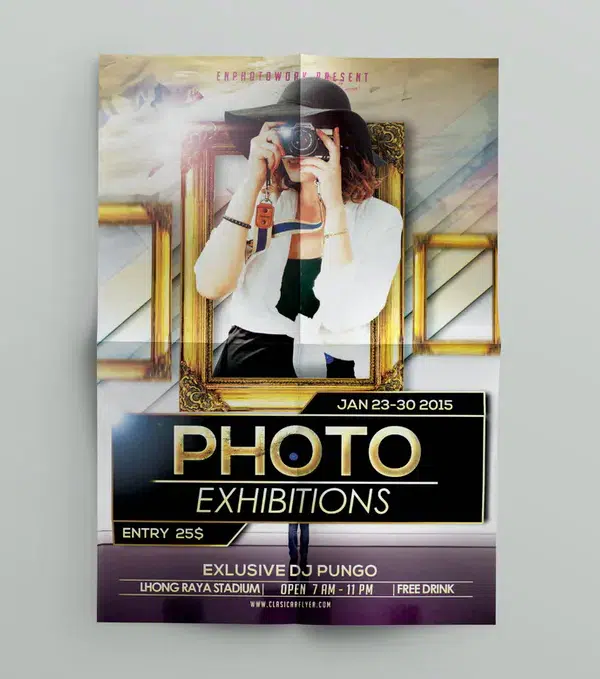 ENPHOTOWORK PRESENT
JAN 23-30 2015
PHOTO
EXHIBITIONS
ENTRY 25$
EXLUSIVE DJ PUNGO
LHONG RAYA STADIUM| OPEN 7 AM - 11 PM |FREE DRINK
WWW.CLASICARFLYER.COM